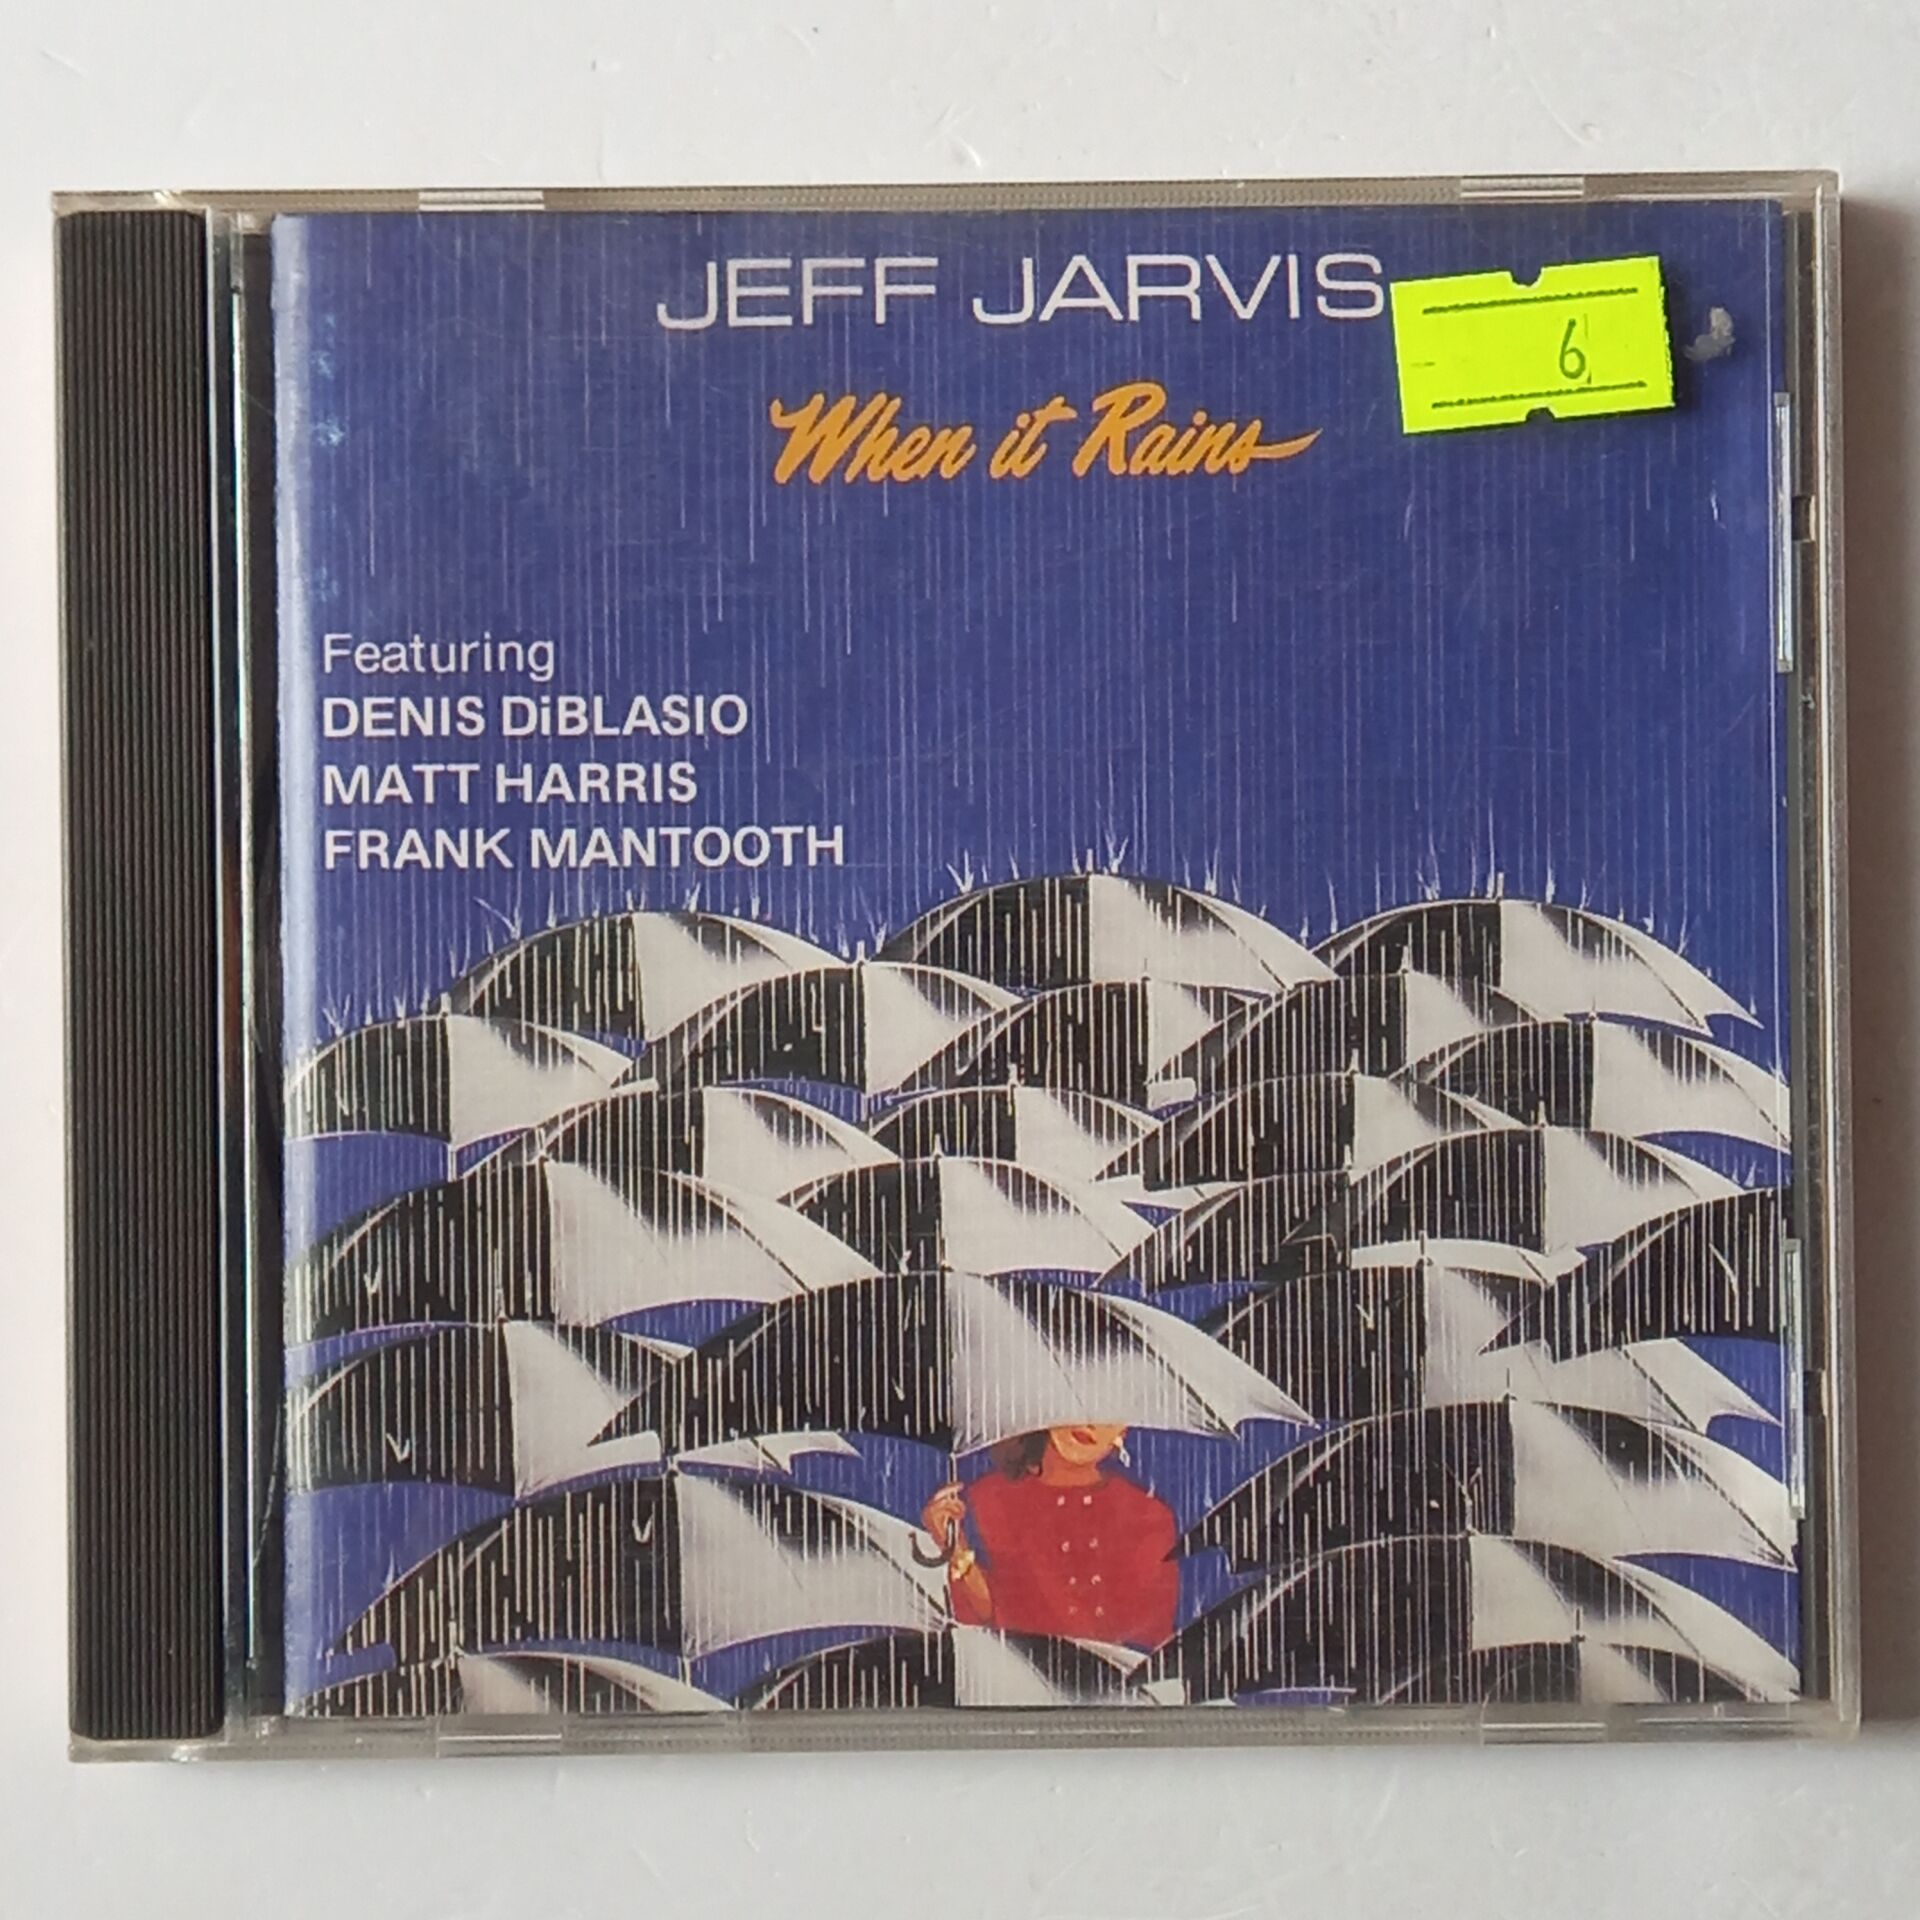 JEFF JARVIS
6
When it Rains
Featuring
DENIS DiBLASIO
MATT HARRIS
FRANK MANTOOTH